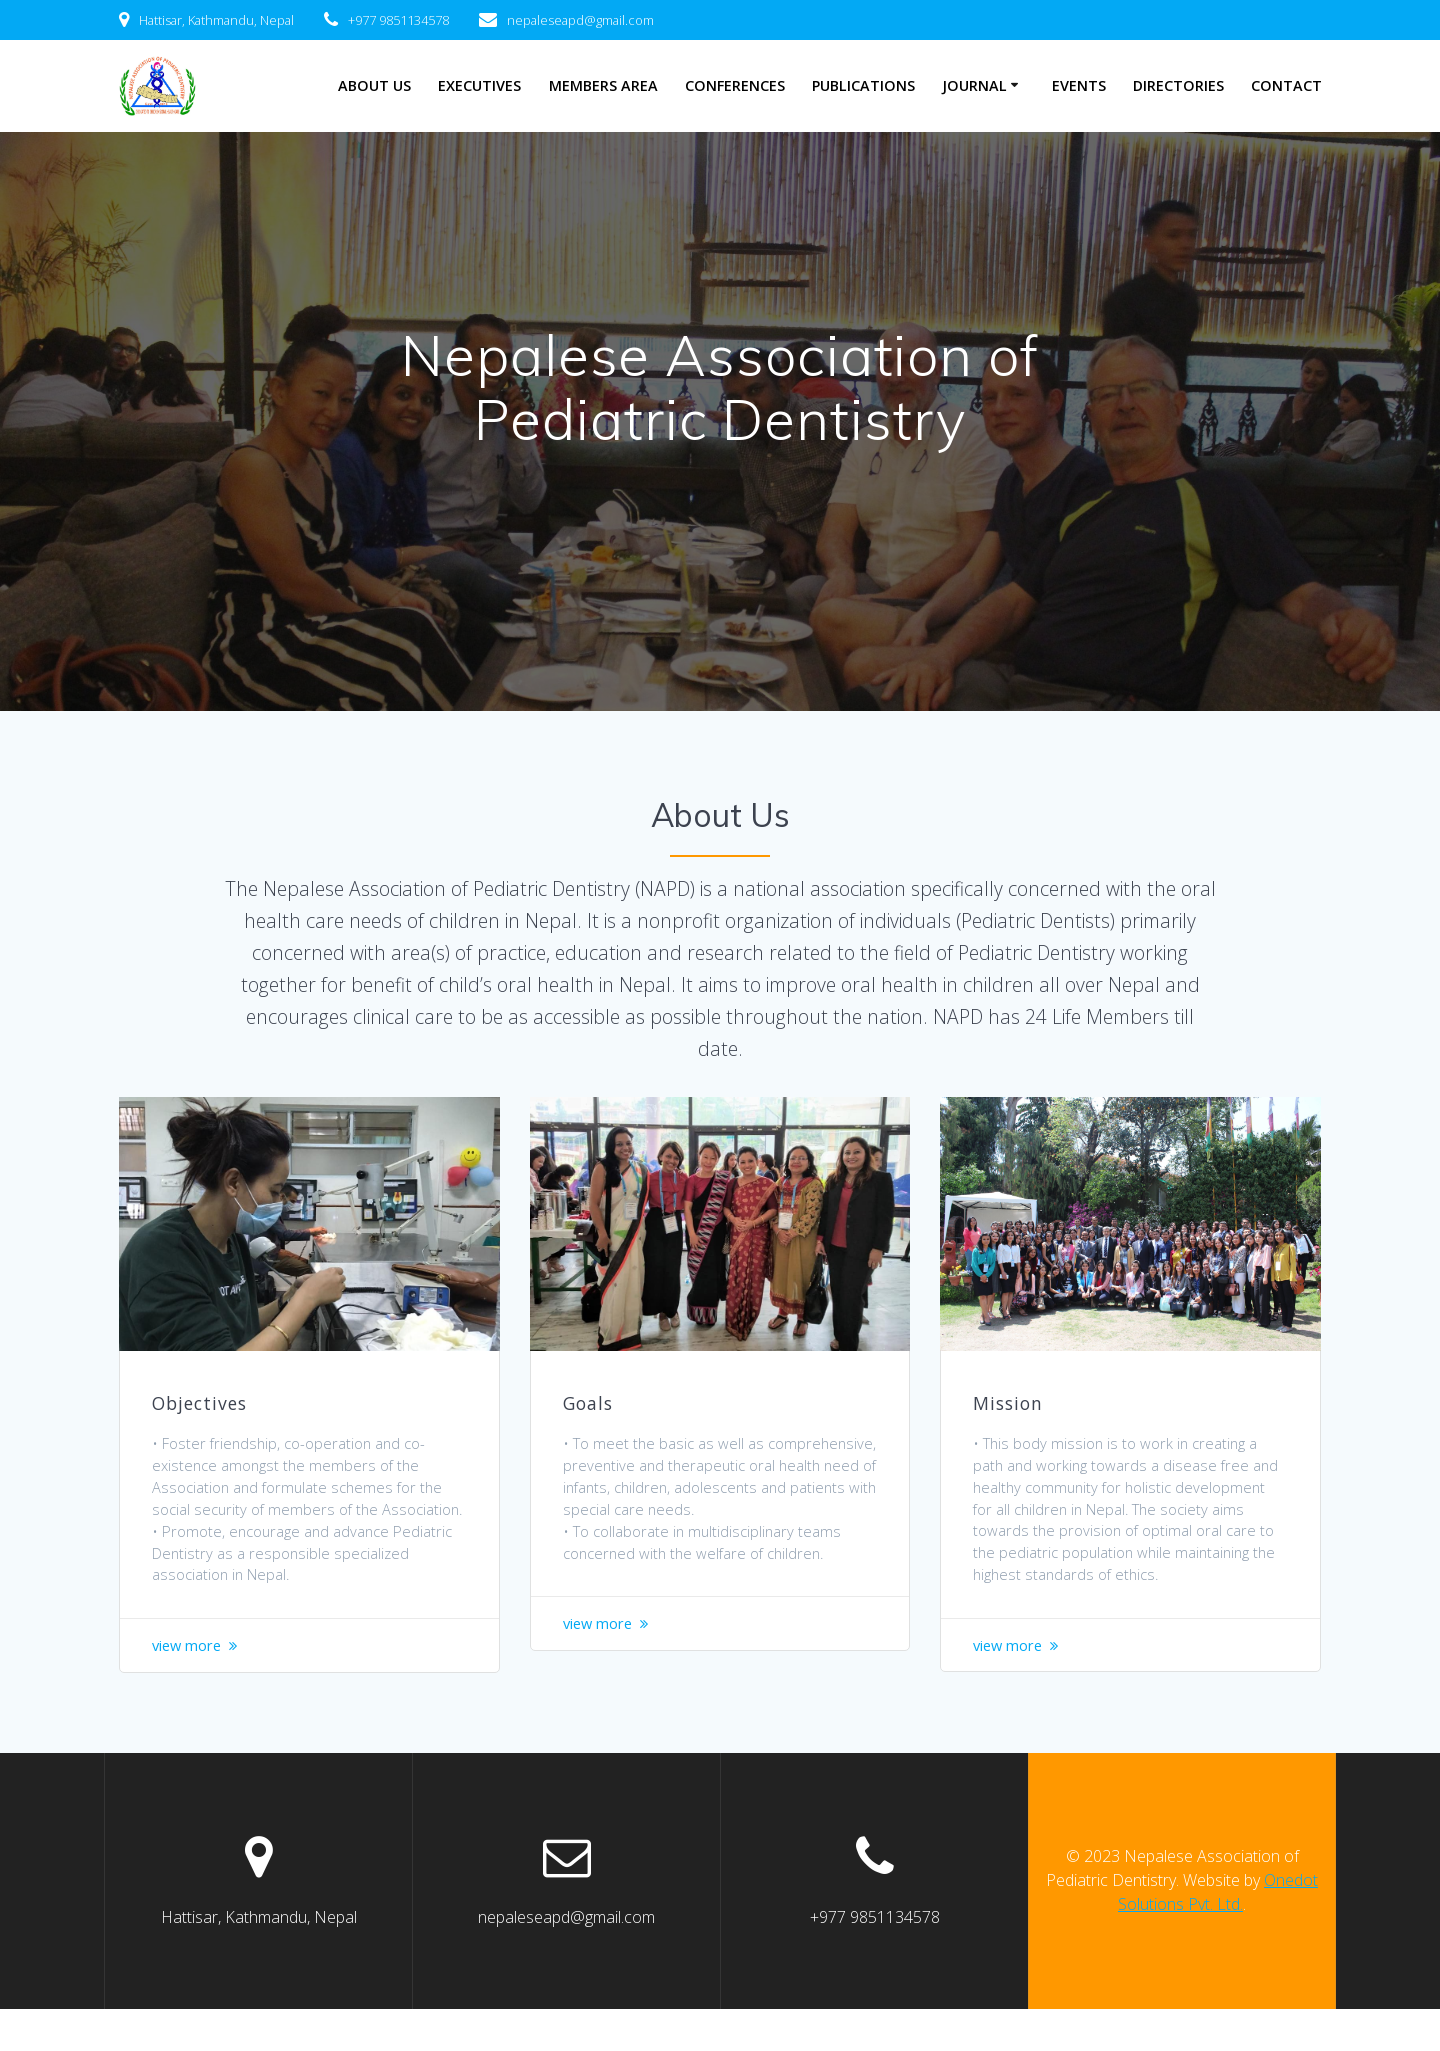 Hattisar, Kathmandu, Nepal +977 9851134578 nepaleseapd@gmail.com
ABOUT US EXECUTIVES MEMBERS AREA CONFERENCES PUBLICATIONS JOURNAL EVENTS DIRECTORIES CONTACT
Nepalese Association of
Pediatric Dentistry
About Us
The Nepalese Association of Pediatric Dentistry (NAPD) is a national association specifically concerned with the oral
health care needs of children in Nepal. It is a nonprofit organization of individuals (Pediatric Dentists) primarily
concerned with area(s) of practice, education and research related to the field of Pediatric Dentistry working
together for benefit of child’s oral health in Nepal. It aims to improve oral health in children all over Nepal and
encourages clinical care to be as accessible as possible throughout the nation. NAPD has 24 Life Members till
date.
Objectives
• Foster friendship, co-operation and co-
existence amongst the members of the
Association and formulate schemes for the
social security of members of the Association.
• Promote, encourage and advance Pediatric
Dentistry as a responsible specialized
association in Nepal.
view more »
Goals
• To meet the basic as well as comprehensive,
preventive and therapeutic oral health need of
infants, children, adolescents and patients with
special care needs.
• To collaborate in multidisciplinary teams
concerned with the welfare of children.
view more »
Mission
• This body mission is to work in creating a
path and working towards a disease free and
healthy community for holistic development
for all children in Nepal. The society aims
towards the provision of optimal oral care to
the pediatric population while maintaining the
highest standards of ethics.
view more »
Hattisar, Kathmandu, Nepal
nepaleseapd@gmail.com
+977 9851134578
© 2023 Nepalese Association of
Pediatric Dentistry. Website by Onedot
Solutions Pvt. Ltd.